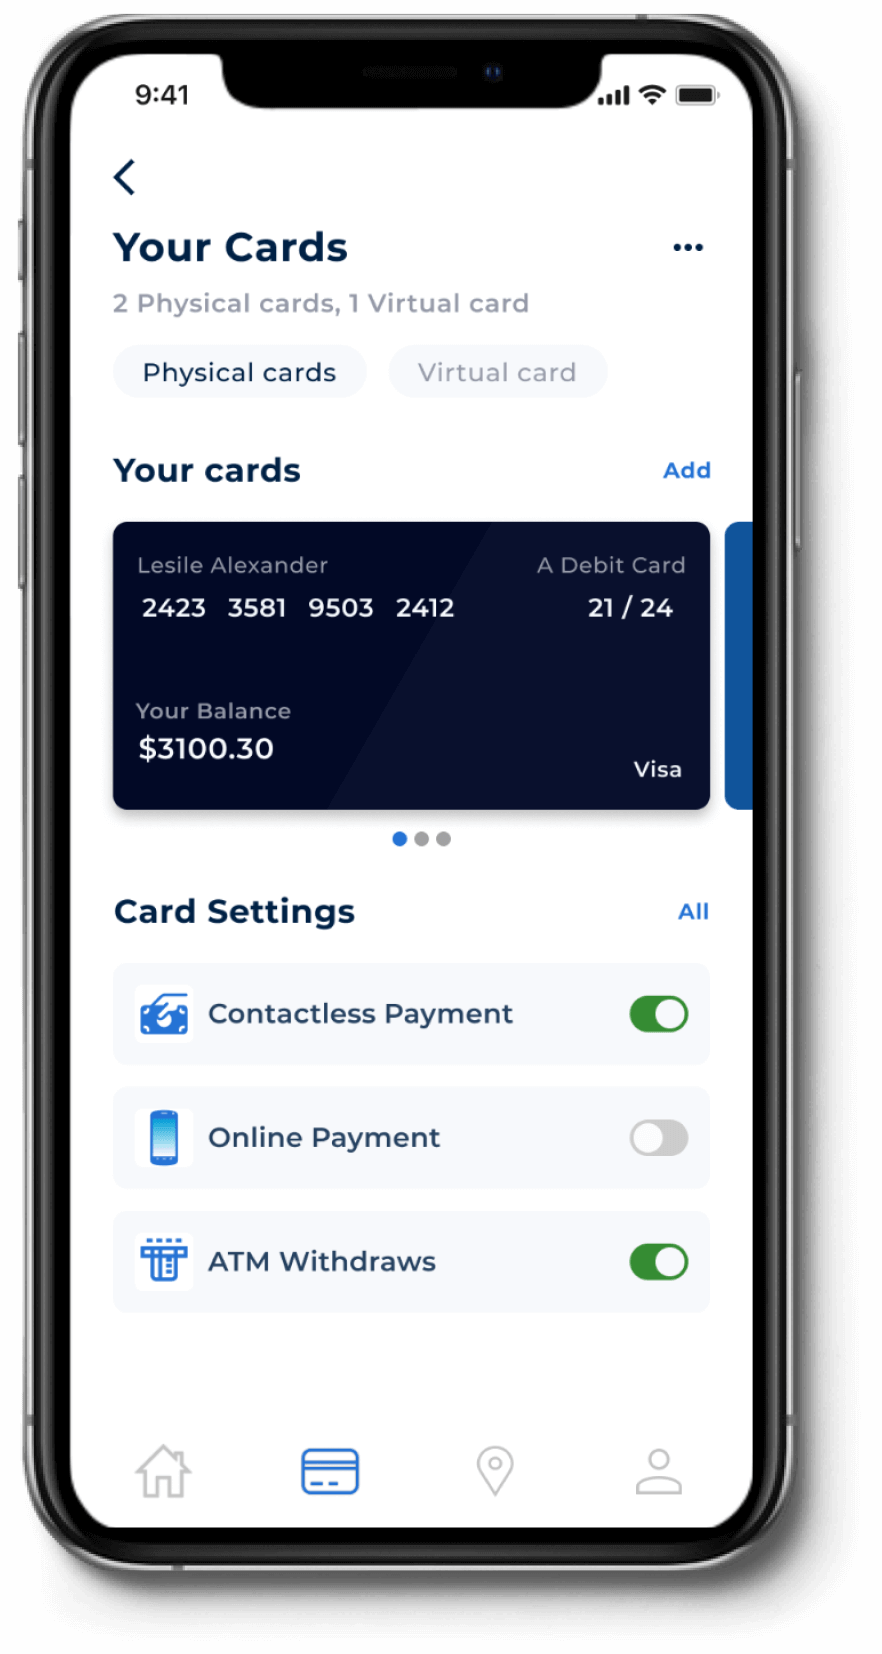 9:41
Your Cards
2 Physical cards, 1 Virtual card
Physical cards Virtual card
Your cards Add
Lesile Alexander A Debit Card
2423 3581 9503 2412 21 / 24
Your Balance
$3100.30
Visa
Card Settings All
Contactless Payment
Online Payment
ATM Withdraws